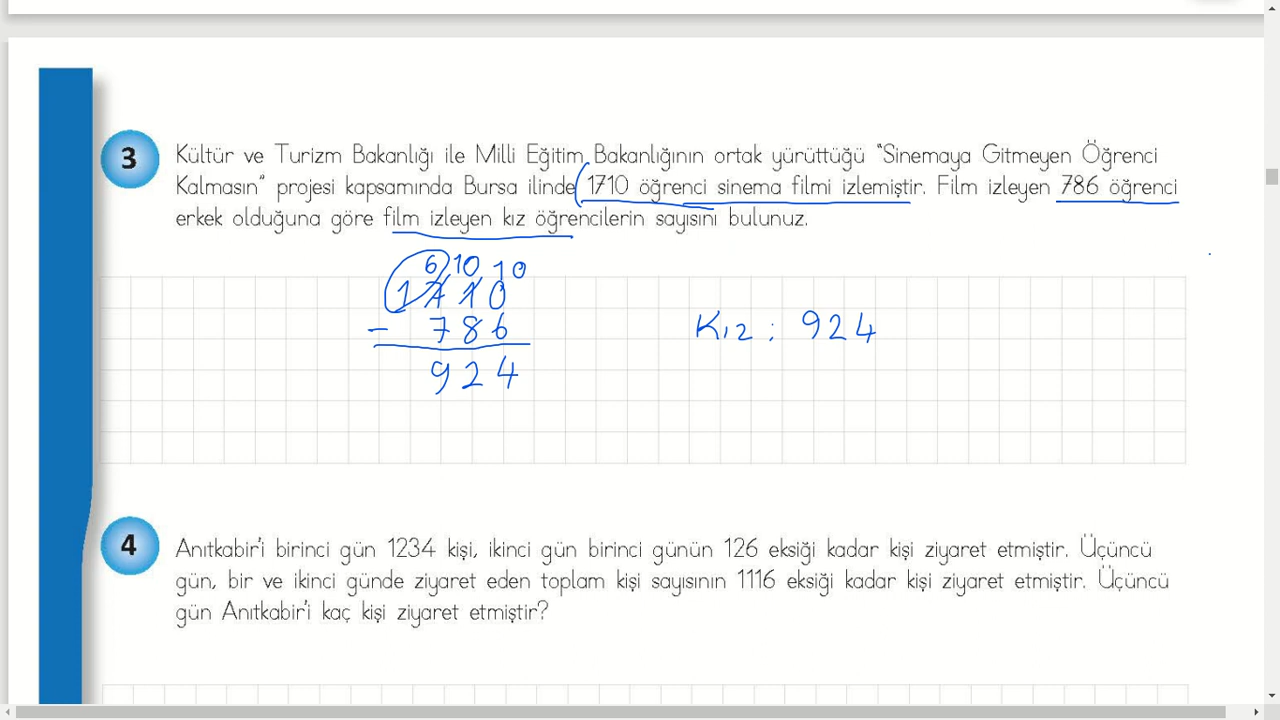 3
Kültür ve Turizm Bakanlığı ile Milli Eğitim Bakanlığının ortak yürüttüğü “Sinemaya Gitmeyen Öğrenci
Kalmasın” projesi kapsamında Bursa ilinde 1710 öğrenci sinema filmi izlemiştir. Film izleyen 786 öğrenci
erkek olduğuna göre film izleyen kız öğrencilerin sayısını bulunuz.
6 10 10
1710
- 786
924
Kız : 924
4
Anıtkabir’i birinci gün 1234 kişi, ikinci gün birinci günün 126 eksiği kadar kişi ziyaret etmiştir. Üçüncü
gün, bir ve ikinci günde ziyaret eden toplam kişi sayısının 1116 eksiği kadar kişi ziyaret etmiştir. Üçüncü
gün Anıtkabir’i kaç kişi ziyaret etmiştir?